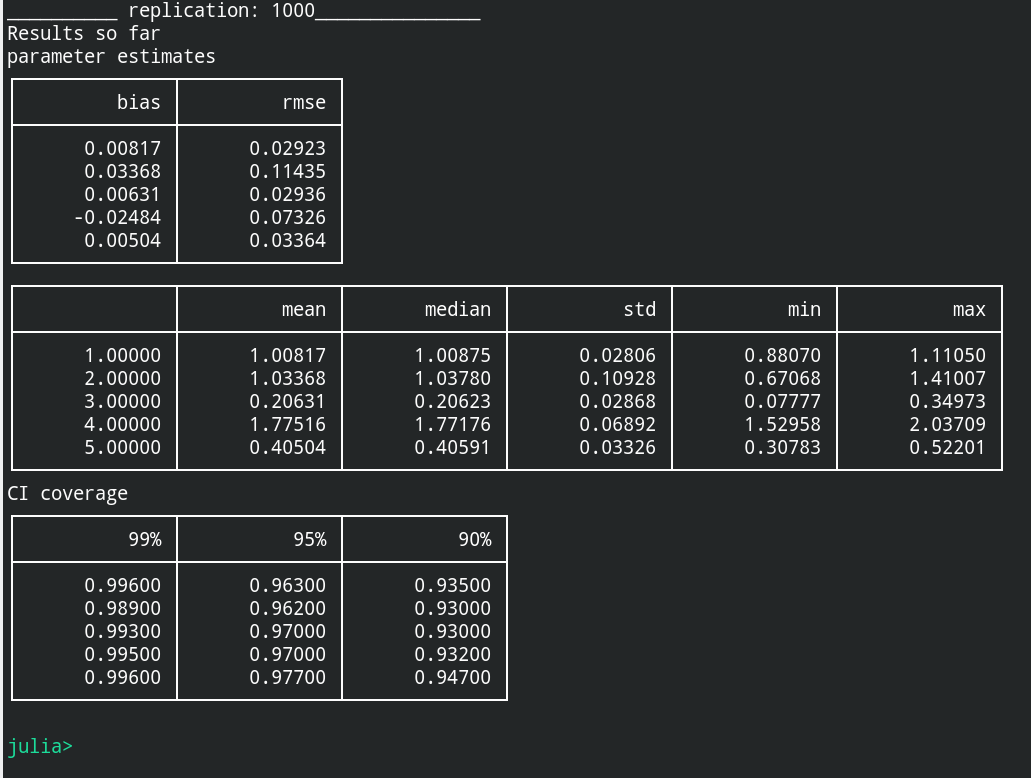 __________ replication: 1000_______________
Results so far
parameter estimates
bias rmse
0.00817 0.02923
0.03368 0.11435
0.00631 0.02936
-0.02484 0.07326
0.00504 0.03364
mean median std min max
1.00000 1.00817 1.00875 0.02806 0.88070 1.11050
2.00000 1.03368 1.03780 0.10928 0.67068 1.41007
3.00000 0.20631 0.20623 0.02868 0.07777 0.34973
4.00000 1.77516 1.77176 0.06892 1.52958 2.03709
5.00000 0.40504 0.40591 0.03326 0.30783 0.52201
CI coverage
99% 95% 90%
0.99600 0.96300 0.93500
0.98900 0.96200 0.93000
0.99300 0.97000 0.93000
0.99500 0.97000 0.93200
0.99600 0.97700 0.94700
julia>